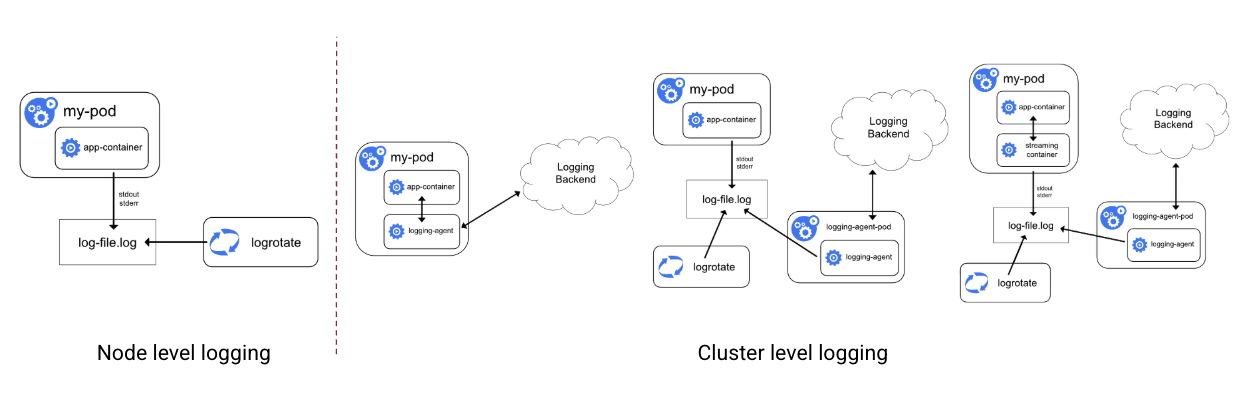 my-pod
app-container
stdout
stderr
log-file.log
logrotate
Node level logging
my-pod
app-container
logging-agent
Logging
Backend
my-pod
app-container
stdout
stderr
log-file.log
logrotate
Logging
Backend
logging-agent-pod
logging-agent
my-pod
app-container
streaming
container
stdout
stderr
log-file.log
logrotate
Logging
Backend
logging-agent-pod
logging-agent
Cluster level logging